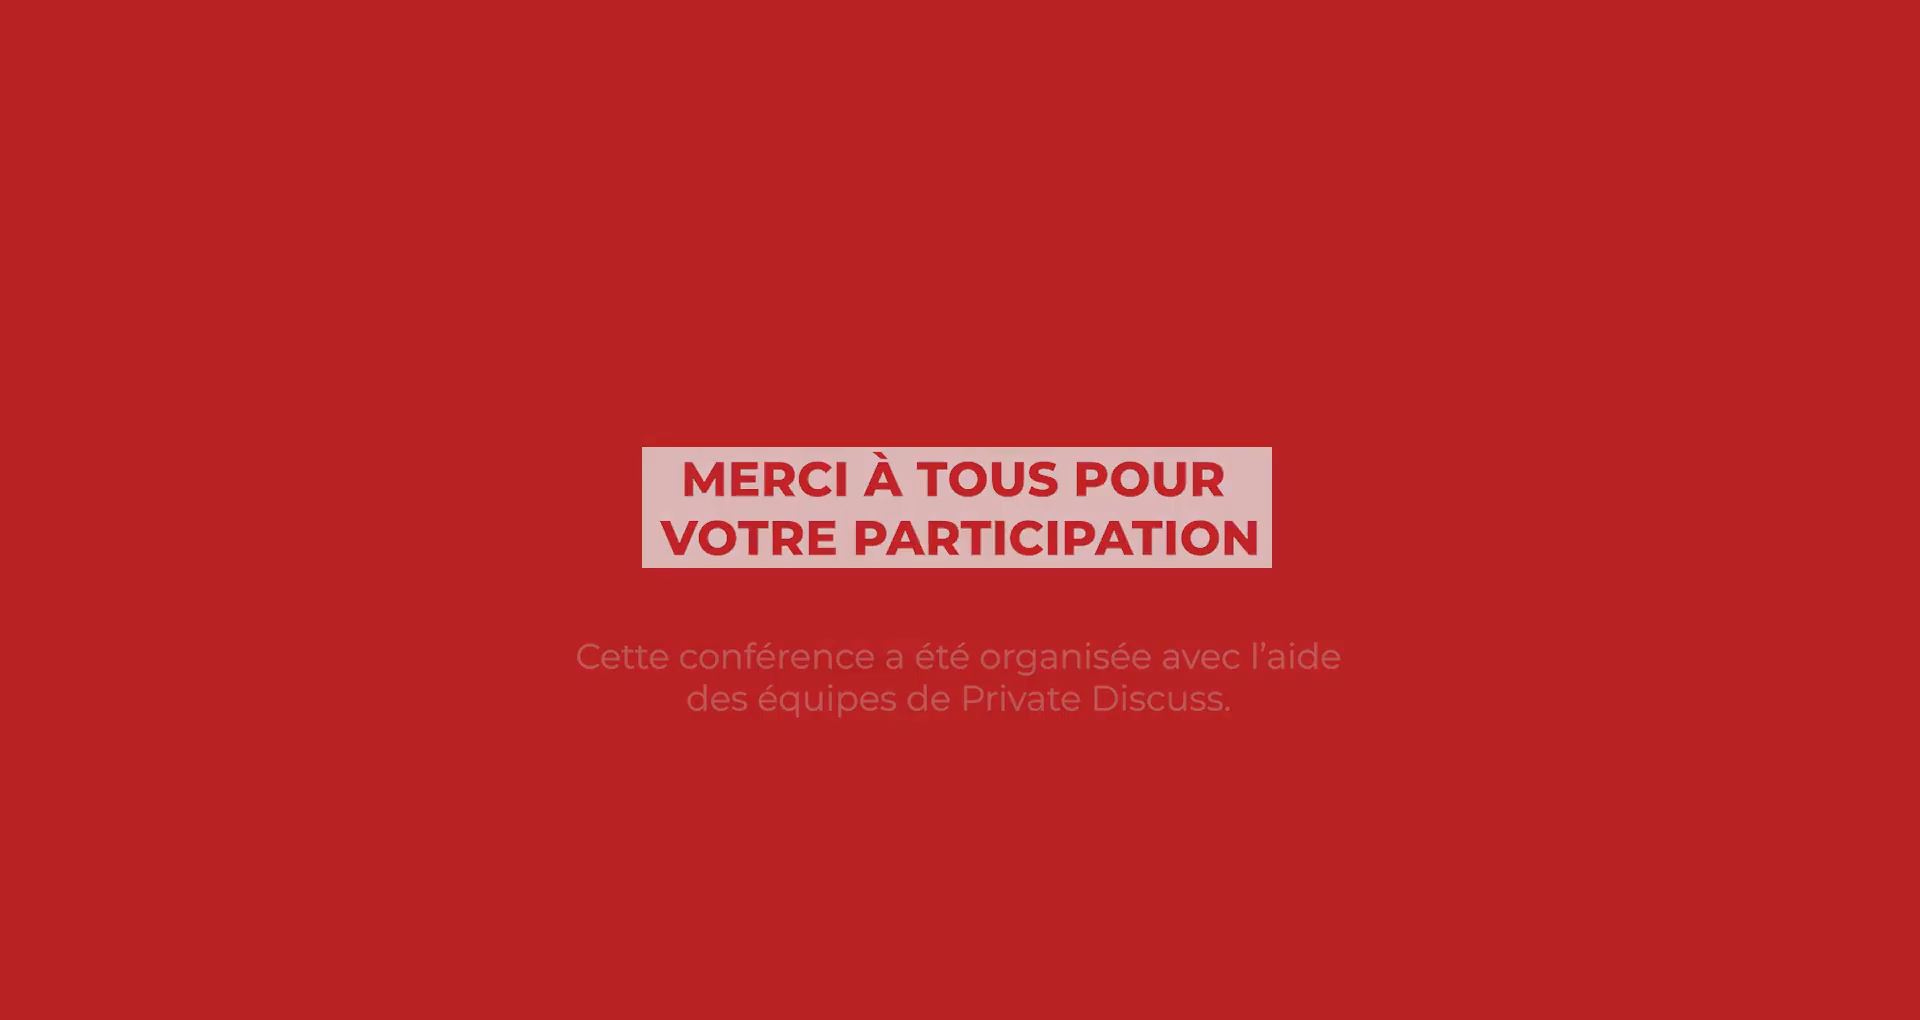 MERCI À TOUS POUR
VOTRE PARTICIPATION
Cette conférence a été organisée avec l’aide
des équipes de Private Discuss.